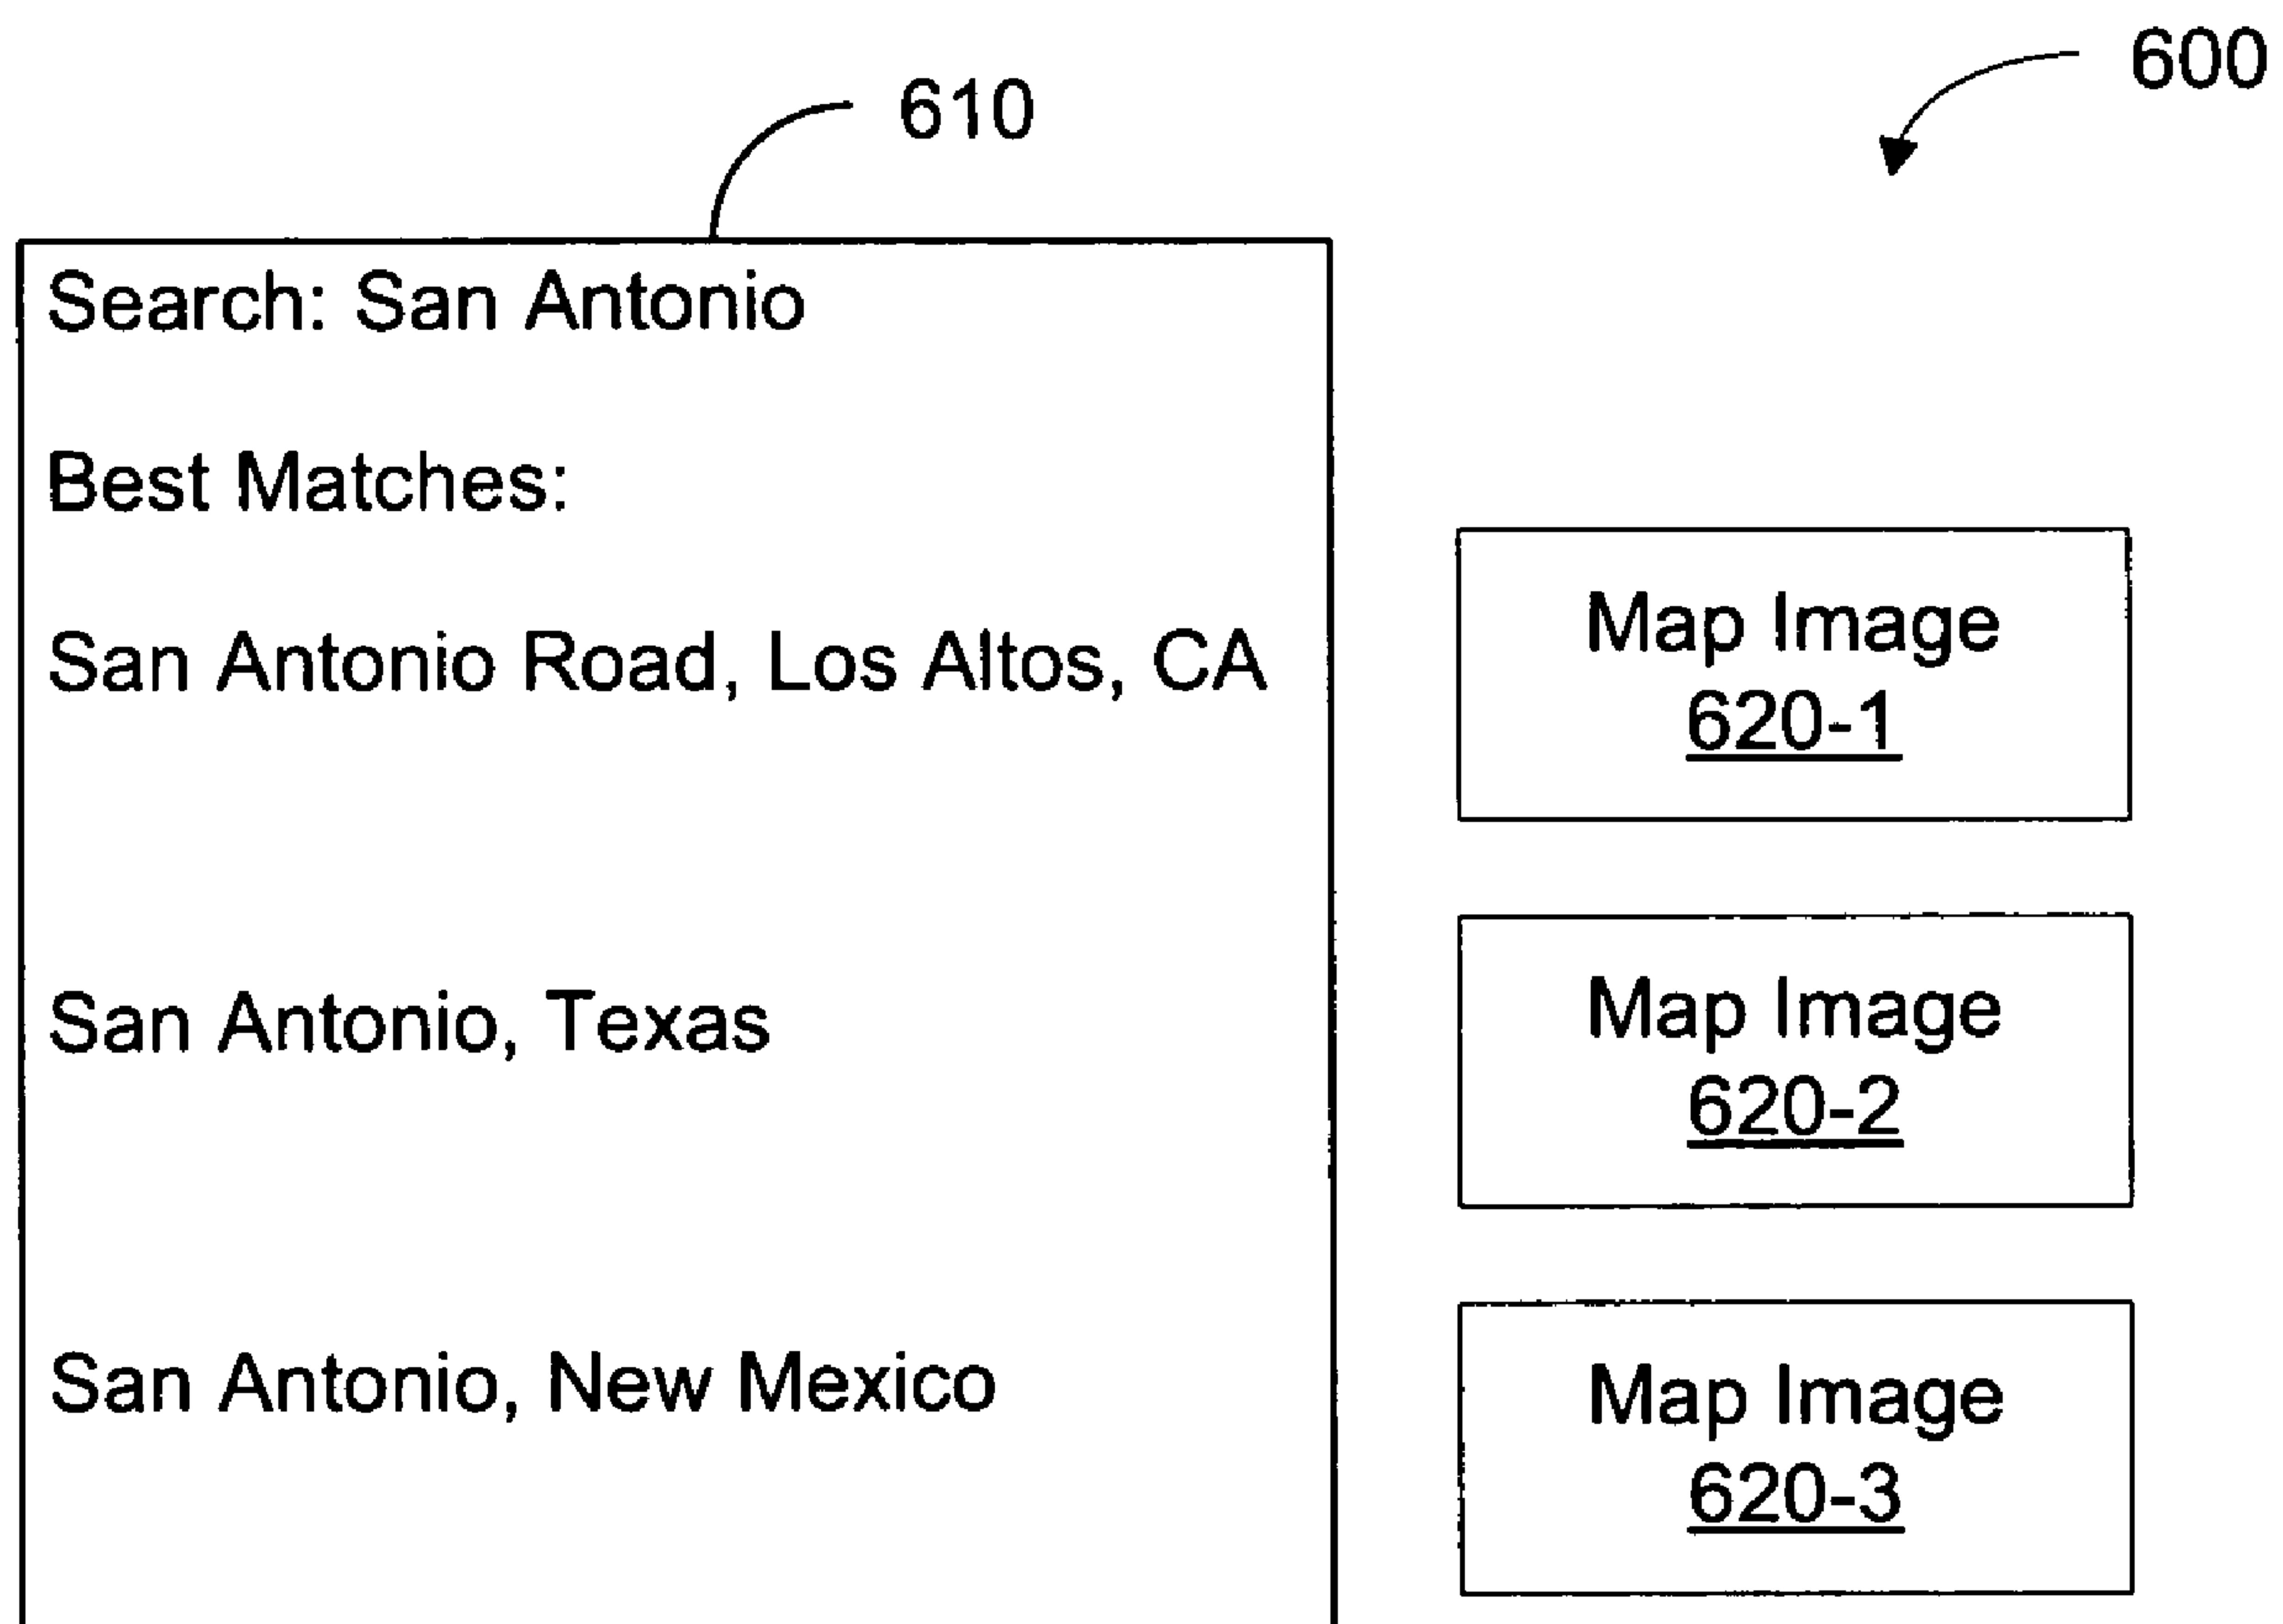 600
610
Search: San Antonio
Best Matches:
San Antonio Road, Los Altos, CA
Map Image
620-1
San Antonio, Texas
Map Image
620-2
San Antonio, New Mexico
Map Image
620-3